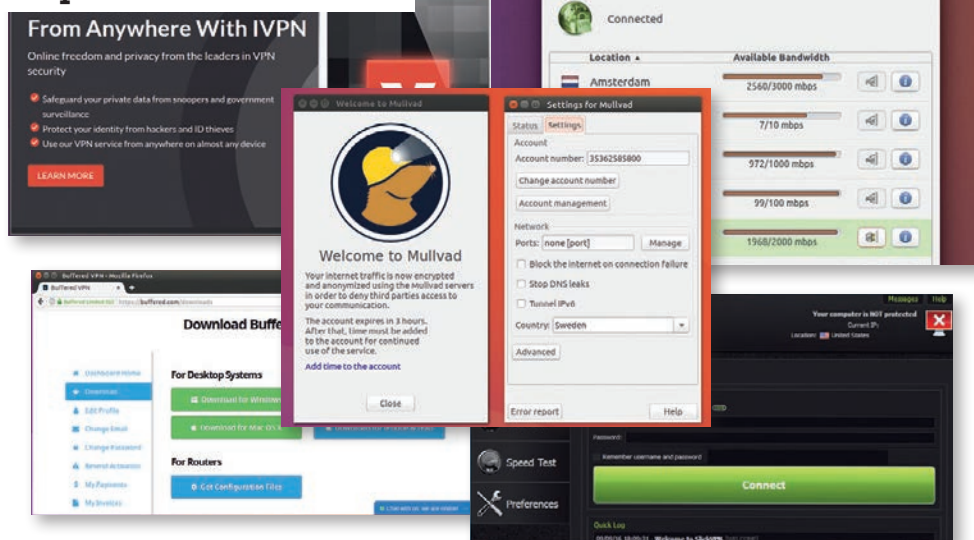 From Anywhere With IVPN
Online freedom and privacy from the leaders in VPN
security
Safeguard your private data from snoopers and government
surveillance
Protect your identity from hackers and ID thieves
Use our VPN service from anywhere on almost any device
LEARN MORE
Connected
Location
Available Bandwidth
Amsterdam
2560/3000 mbps
7/10 mbps
972/1000 mbps
99/100 mbps
1968/2000 mbps
Welcome to Mullvad
Welcome to Mullvad
Your internet traffic is now encrypted
and anonymized using the Mullvad servers
in order to deny third parties access to
your communication.
The account expires in 3 hours.
After that, time must be added
to the account for continued
use of the service.
Add time to the account
Close
Settings for Mullvad
Status Settings
Account
Account number: 35362585800
Change account number
Account management
Network
Ports: none [port] Manage
Block the internet on connection failure
Stop DNS leaks
Tunnel IPv6
Country: Sweden
Advanced
Error report Help
Buffered VPN - Mozilla Firefox
Buffered VPN
https://buffered.com/downloads
Download Buffe
Dashboard Home
Download
Edit Profile
Change Email
Change Password
My Payments
My Invoices
For Desktop Systems
Download for Windows
Download for Mac OS X
For Routers
Get Configuration Files
Messages Help
Your computer is NOT protected
Current IP:
Location: United States
Password:
Remember username and password
Speed Test
Connect
Preferences
Quick Log